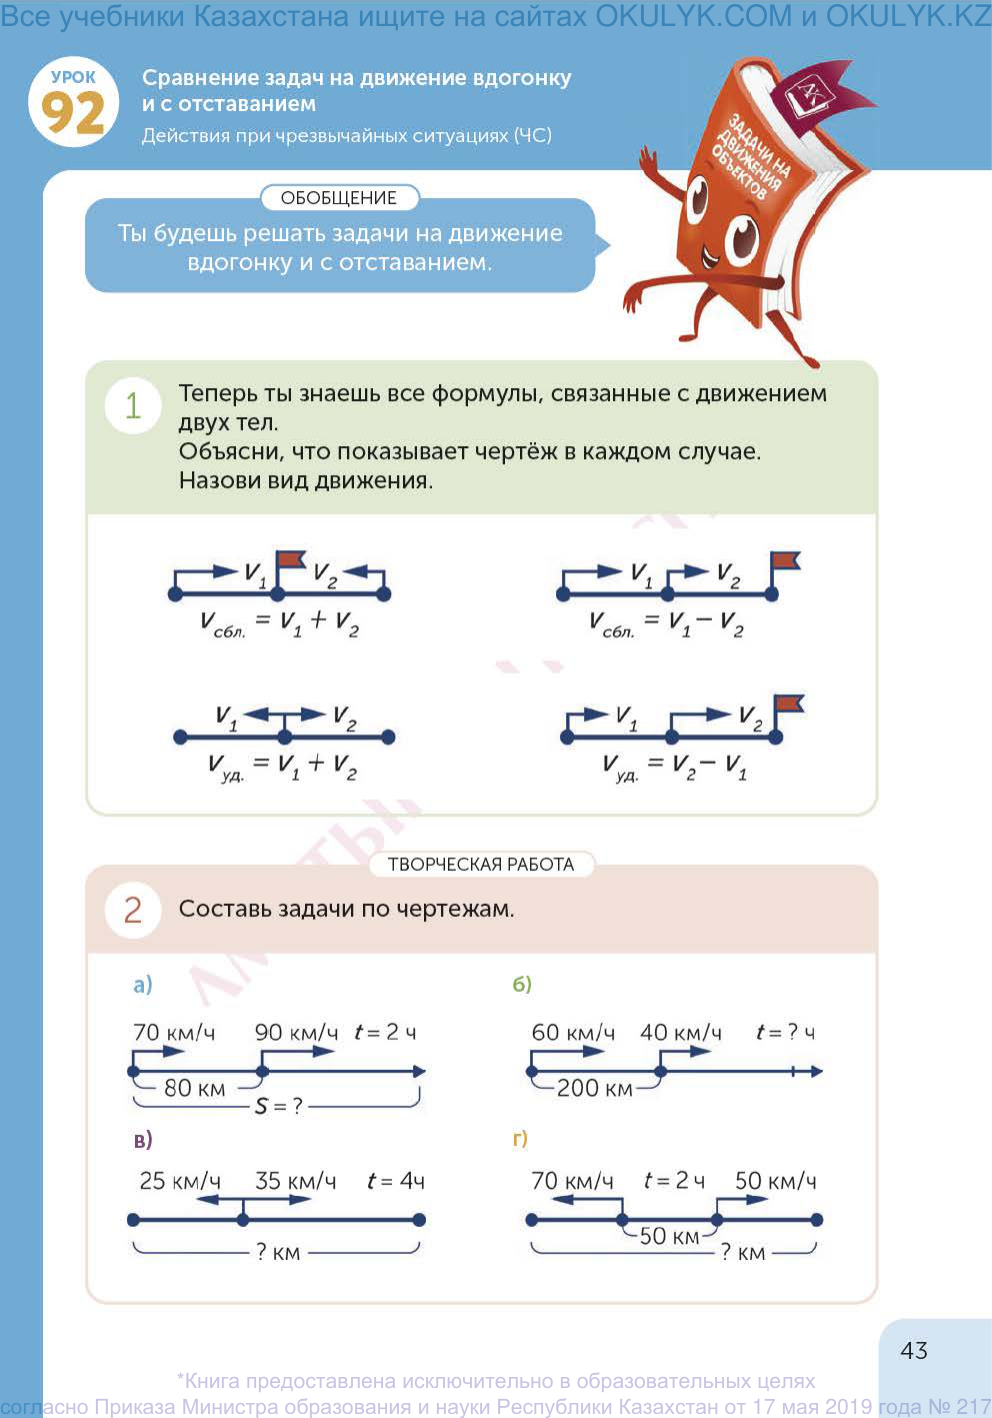 Все учебники Казахстана ищите на сайтах OKULYK.COM и OKULYK.KZ
УРОК
92
Сравнение задач на движение вдогонку
и с отставанием
Действия при чрезвычайных ситуациях (ЧС)
ЗАДАЧИ НА
ДВИЖЕНИЯ
ОБЪЕКТОВ
ОБОБЩЕНИЕ
Ты будешь решать задачи на движение
вдогонку и с отставанием.
1
Теперь ты знаешь все формулы, связанные с движением
двух тел.
Объясни, что показывает чертёж в каждом случае.
Назови вид движения.
V1 V2
Vсбл. = V1 + V2
V1 V2
Vсбл. = V1 – V2
V1 V2
Vуд. = V1 + V2
V1 V2
Vуд. = V2 – V1
ТВОРЧЕСКАЯ РАБОТА
2
Составь задачи по чертежам.
а)
70 км/ч 90 км/ч t = 2 ч
80 км
S = ?
б)
60 км/ч 40 км/ч t = ? ч
200 км
в)
25 км/ч 35 км/ч t = 4ч
? км
г)
70 км/ч t = 2 ч 50 км/ч
50 км
? км
43
*Книга предоставлена исключительно в образовательных целях
согласно Приказа Министра образования и науки Республики Казахстан от 17 мая 2019 года № 217